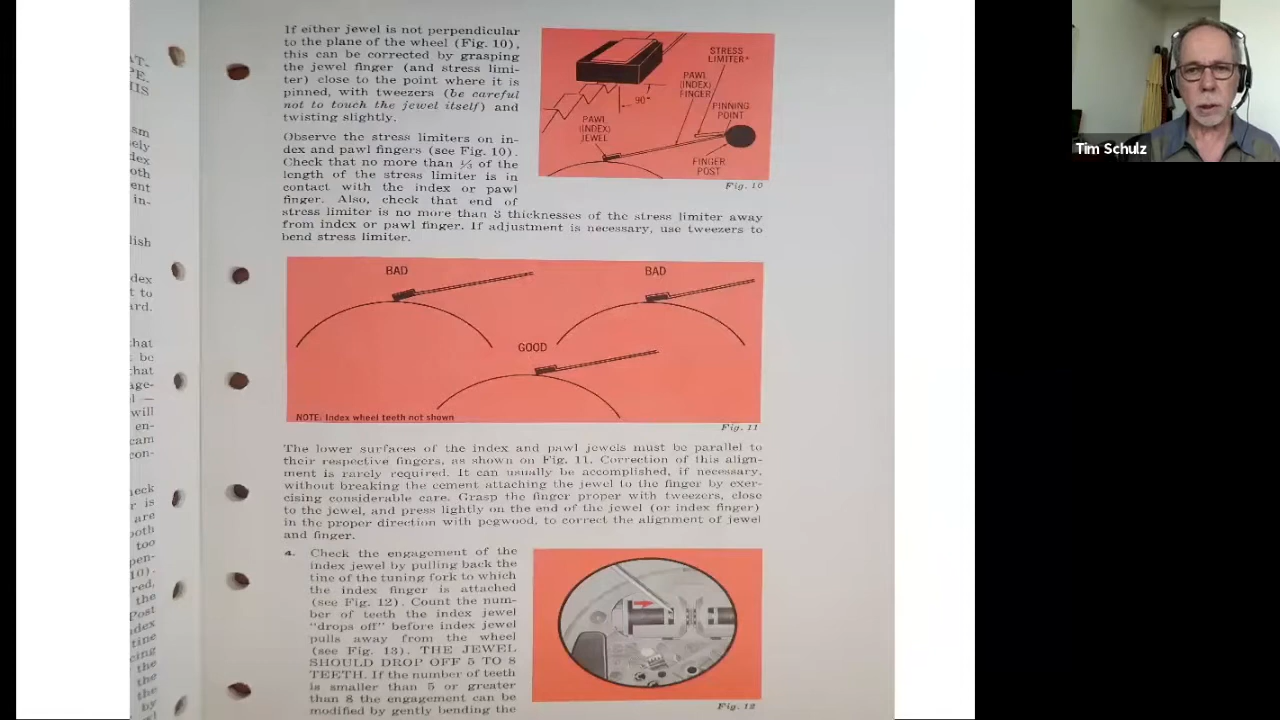 If either jewel is not perpendicular
to the plane of the wheel (Fig. 10),
this can be corrected by grasping
the jewel finger (and stress limi-
ter) close to the point where it is
pinned, with tweezers (be careful
not to touch the jewel itself) and
twisting slightly.
Observe the stress limiters on in-
dex and pawl fingers (see Fig. 10).
Check that no more than ⅓ of the
length of the stress limiter is in
contact with the index or pawl
finger. Also, check that end of
stress limiter is no more than 3 thicknesses of the stress limiter away
from index or pawl finger. If adjustment is necessary, use tweezers to
bend stress limiter.
STRESS
LIMITER*
PAWL
(INDEX)
FINGER
90°
PINNING
POINT
PAWL
(INDEX)
JEWEL
FINGER
POST
Fig. 10
BAD
BAD
GOOD
NOTE: Index wheel teeth not shown
Fig. 11
The lower surfaces of the index and pawl jewels must be parallel to
their respective fingers, as shown on Fig. 11. Correction of this align-
ment is rarely required. It can usually be accomplished, if necessary,
without breaking the cement attaching the jewel to the finger by exer-
cising considerable care. Grasp the finger proper with tweezers, close
to the jewel, and press lightly on the end of the jewel (or index finger)
in the proper direction with pegwood, to correct the alignment of jewel
and finger.
4. Check the engagement of the
index jewel by pulling back the
tine of the tuning fork to which
the index finger is attached
(see Fig. 12). Count the num-
ber of teeth the index jewel
"drops off" before index jewel
pulls away from the wheel
(see Fig. 13). THE JEWEL
SHOULD DROP OFF 5 TO 8
TEETH. If the number of teeth
is smaller than 5 or greater
than 8 the engagement can be
modified by gently bending the
Fig. 12
Tim Schulz